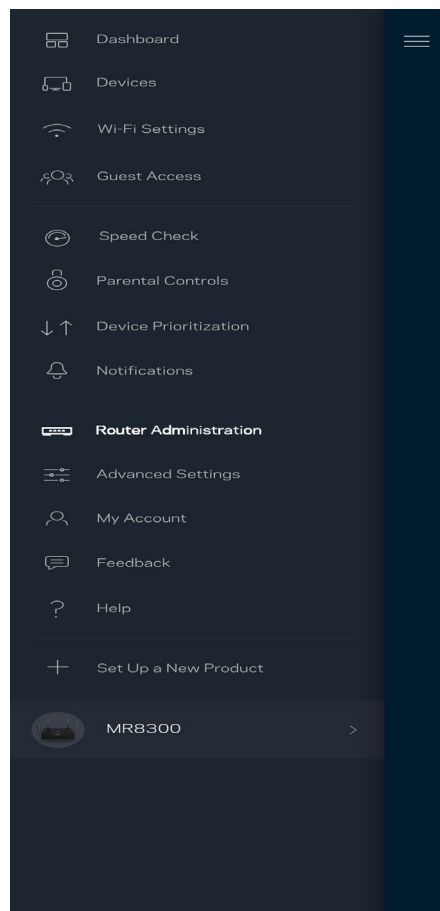 Dashboard
Devices
Wi-Fi Settings
Guest Access
Speed Check
Parental Controls
Device Prioritization
Notifications
Router Administration
Advanced Settings
My Account
Feedback
Help
Set Up a New Product
MR8300